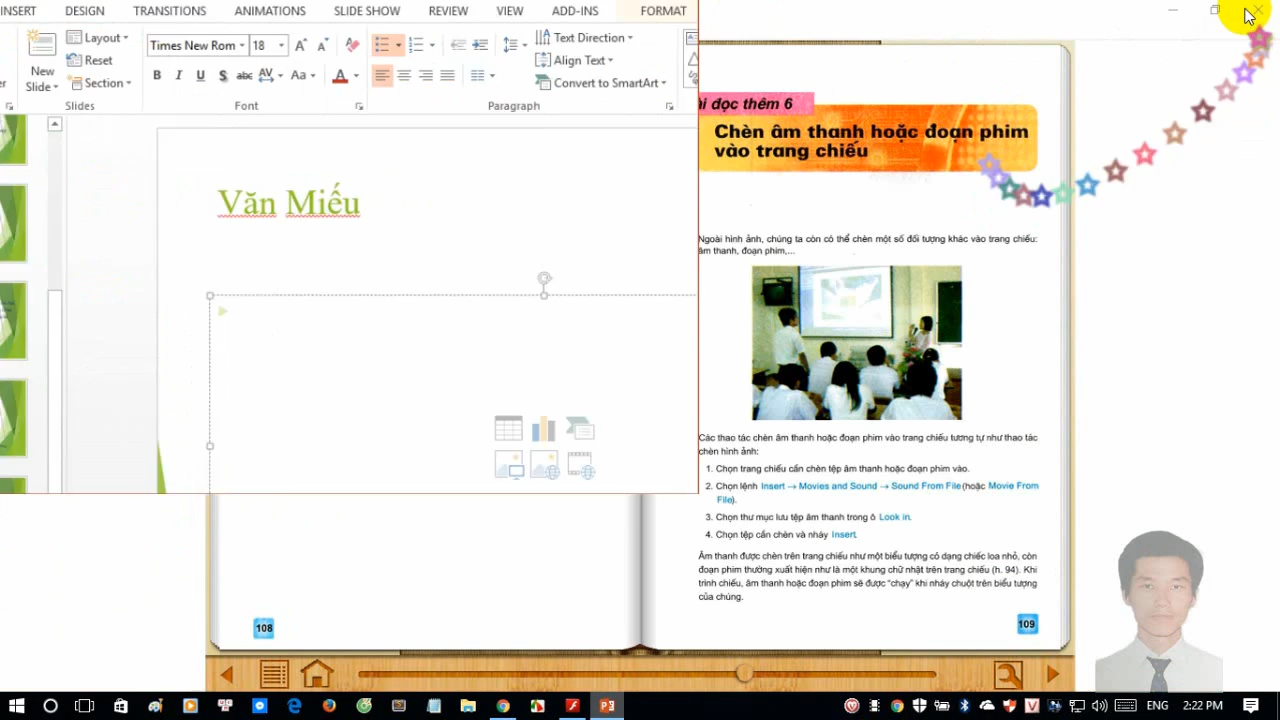 INSERT DESIGN TRANSITIONS ANIMATIONS SLIDE SHOW REVIEW VIEW ADD-INS FORMAT
New
Slide
Layout
Reset
Section
Slides
Times New Rom 18
B I U S abc AV Aa A
Font
Text Direction
Align Text
Convert to SmartArt
Paragraph
Văn Miếu
ài đọc thêm 6
Chèn âm thanh hoặc đoạn phim
vào trang chiếu
Ngoài hình ảnh, chúng ta còn có thể chèn một số đối tượng khác vào trang chiếu:
âm thanh, đoạn phim,...
Các thao tác chèn âm thanh hoặc đoạn phim vào trang chiếu tương tự như thao tác
chèn hình ảnh:
1. Chọn trang chiếu cần chèn tệp âm thanh hoặc đoạn phim vào.
2. Chọn lệnh Insert → Movies and Sound → Sound From File (hoặc Movie From
File).
3. Chọn thư mục lưu tệp âm thanh trong ô Look in.
4. Chọn tệp cần chèn và nháy Insert.
Âm thanh được chèn trên trang chiếu như một biểu tượng có dạng chiếc loa nhỏ, còn
đoạn phim thường xuất hiện như là một khung chữ nhật trên trang chiếu (h. 94). Khi
trình chiếu, âm thanh hoặc đoạn phim sẽ được "chạy" khi nháy chuột trên biểu tượng
của chúng.
108
109
ENG 2:22 PM